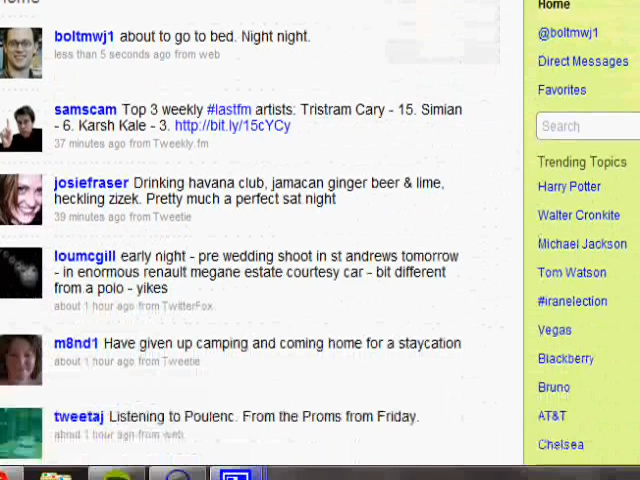 Home
boltmwj1 about to go to bed. Night night.
less than 5 seconds ago from web
samscam Top 3 weekly #lastfm artists: Tristram Cary - 15. Simian
- 6. Karsh Kale - 3. http://bit.ly/15cYCy
37 minutes ago from Tweekly.fm
josiefraser Drinking havana club, jamacan ginger beer & lime,
heckling zizek. Pretty much a perfect sat night
39 minutes ago from Tweetie
loumcgill early night - pre wedding shoot in st andrews tomorrow
- in enormous renault megane estate courtesy car - bit different
from a polo - yikes
about 1 hour ago from TwitterFox
m8nd1 Have given up camping and coming home for a staycation
about 1 hour ago from Tweetie
tweetaj Listening to Poulenc. From the Proms from Friday.
about 1 hour ago from web
Home
@boltmwj1
Direct Messages
Favorites
Search
Trending Topics
Harry Potter
Walter Cronkite
Michael Jackson
Tom Watson
#iranelection
Vegas
Blackberry
Bruno
AT&T
Chelsea